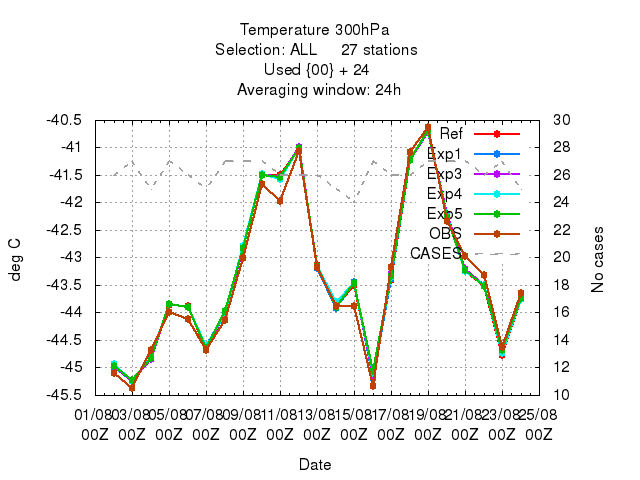 Temperature 300hPa
Selection: ALL 27 stations
Used {00} + 24
Averaging window: 24h
-40.5
-41
-41.5
-42
-42.5
-43
-43.5
-44
-44.5
-45
-45.5
deg C
30
28
26
24
22
20
18
16
14
12
10
No cases
Ref
Exp1
Exp3
Exp4
Exp5
OBS
CASES
01/08 03/08 05/08 07/08 09/08 11/08 13/08 15/08 17/08 19/08 21/08 23/08 25/08
00Z 00Z 00Z 00Z 00Z 00Z 00Z 00Z 00Z 00Z 00Z 00Z 00Z
Date